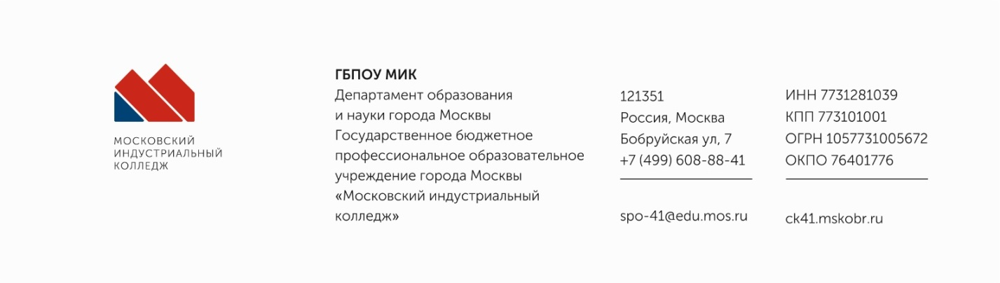 МОСКОВСКИЙ
ИНДУСТРИАЛЬНЫЙ
КОЛЛЕДЖ
ГБПОУ МИК
Департамент образования
и науки города Москвы
Государственное бюджетное
профессиональное образовательное
учреждение города Москвы
«Московский индустриальный
колледж»
121351
Россия, Москва
Бобруйская ул, 7
+7 (499) 608-88-41
spo-41@edu.mos.ru
ИНН 7731281039
КПП 773101001
ОГРН 1057731005672
ОКПО 76401776
ck41.mskobr.ru